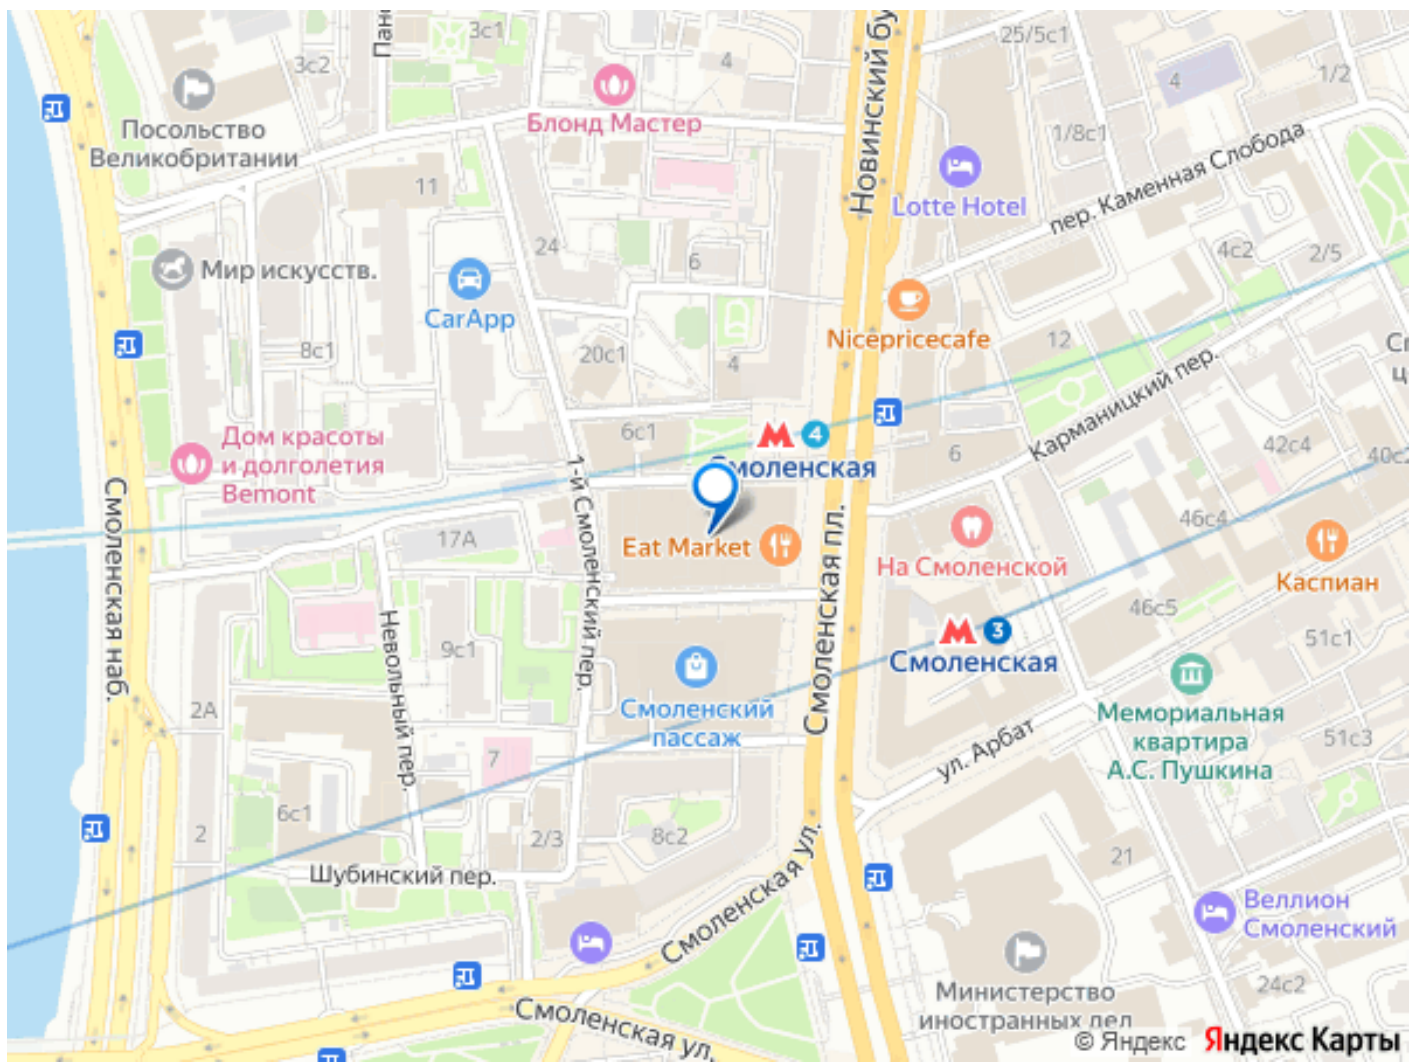 3с1
25/5с1
Новинский бу
3с2
4
4
1/2
Посольство
Великобритании
Блонд Мастер
1/8с1
11
Lotte Hotel
пер. Каменная Слобода
24
6
4с2
2/5
Мир искусств.
CarApp
Nicepricecafe
12
8с1
20с1
4
Карманицкий пер.
6с1
4
Смоленская
6
42с4
40с2
Дом красоты
и долголетия
Bemont
1-й Смоленский пер.
Смоленская наб.
17А
Eat Market
Смоленская пл.
На Смоленской
46с4
Каспиан
46с5
Невольный пер.
9с1
3
Смоленская
51с1
2А
Смоленский
пассаж
Мемориальная
квартира
А.С. Пушкина
51с3
ул. Арбат
7
6с1
2
2/3
8с2
21
Шубинский пер.
Смоленская ул.
Веллион
Смоленский
24с2
Министерство
иностранных дел
Смоленская ул.
© Яндекс Яндекс Карты